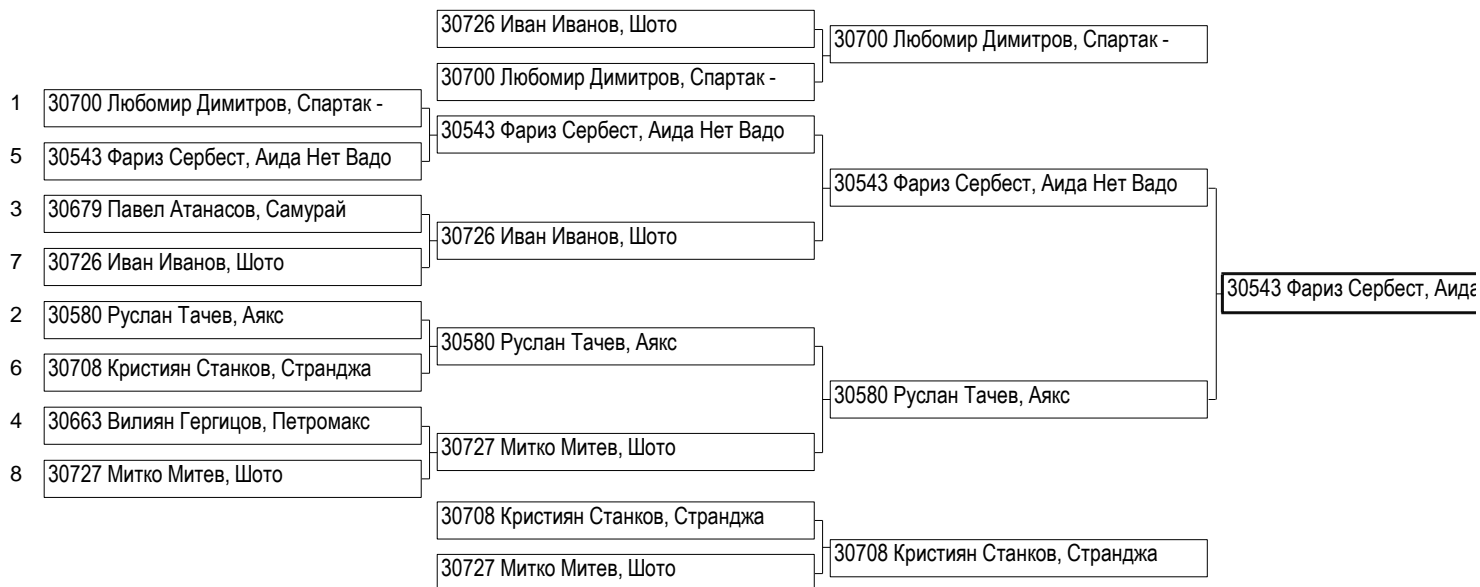 30726 Иван Иванов, Шото
30700 Любомир Димитров, Спартак -
30700 Любомир Димитров, Спартак -
1 30700 Любомир Димитров, Спартак -
30543 Фариз Сербест, Аида Нет Вадо
5 30543 Фариз Сербест, Аида Нет Вадо
30543 Фариз Сербест, Аида Нет Вадо
3 30679 Павел Атанасов, Самурай
30726 Иван Иванов, Шото
7 30726 Иван Иванов, Шото
30543 Фариз Сербест, Аида
2 30580 Руслан Тачев, Аякс
30580 Руслан Тачев, Аякс
6 30708 Кристиян Станков, Странджа
30580 Руслан Тачев, Аякс
4 30663 Вилиян Гергицов, Петромакс
30727 Митко Митев, Шото
8 30727 Митко Митев, Шото
30708 Кристиян Станков, Странджа
30708 Кристиян Станков, Странджа
30727 Митко Митев, Шото